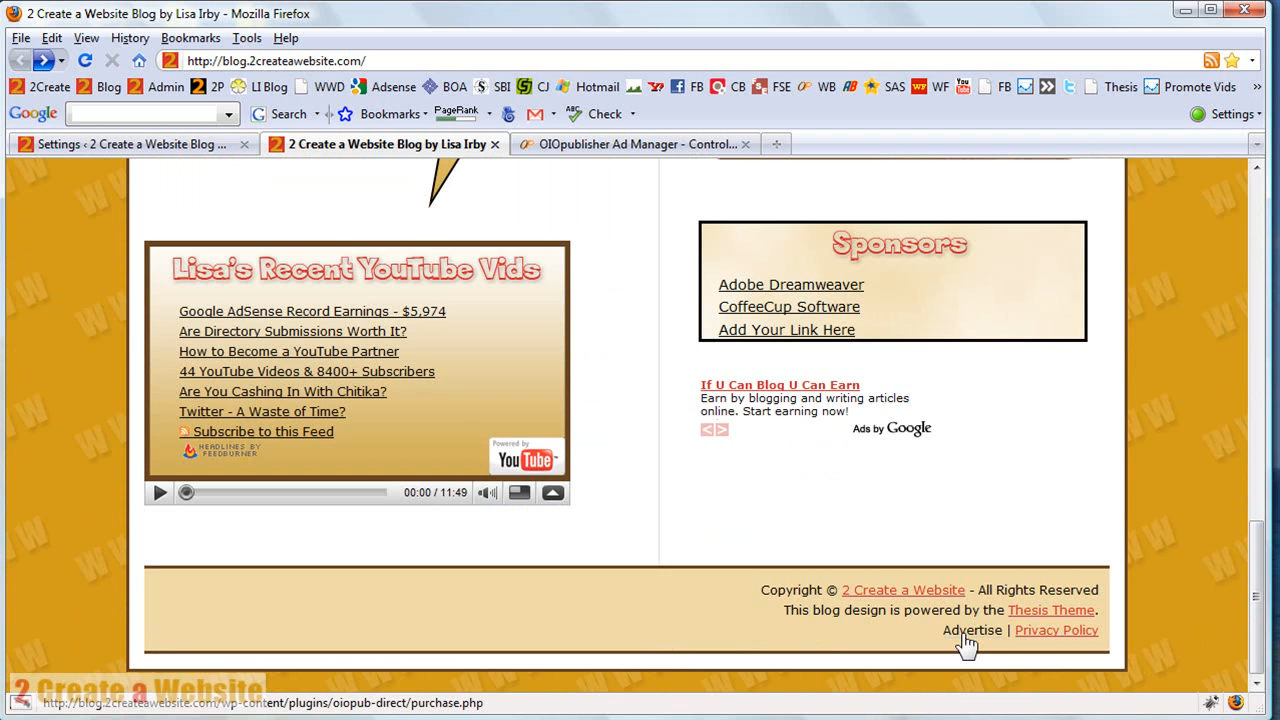 2 Create a Website Blog by Lisa Irby - Mozilla Firefox
File Edit View History Bookmarks Tools Help
http://blog.2createawebsite.com/
2Create Blog Admin 2P LI Blog WWD Adsense BOA SBI CJ Hotmail FB CB FSE WB SAS WF FB Thesis Promote Vids
Google Search Bookmarks PageRank Check Settings
Settings ‹ 2 Create a Website Blog ... 2 Create a Website Blog by Lisa Irby OIOpublisher Ad Manager - Control...
Lisa's Recent YouTube Vids
Google AdSense Record Earnings - $5,974
Are Directory Submissions Worth It?
How to Become a YouTube Partner
44 YouTube Videos & 8400+ Subscribers
Are You Cashing In With Chitika?
Twitter - A Waste of Time?
Subscribe to this Feed
HEADLINES BY
FEEDBURNER
Powered by
YouTube
00:00 / 11:49
Sponsors
Adobe Dreamweaver
CoffeeCup Software
Add Your Link Here
If U Can Blog U Can Earn
Earn by blogging and writing articles
online. Start earning now!
Ads by Google
Copyright © 2 Create a Website - All Rights Reserved
This blog design is powered by the Thesis Theme.
Advertise | Privacy Policy
2 Create a Website
http://blog.2createawebsite.com/wp-content/plugins/oiopub-direct/purchase.php